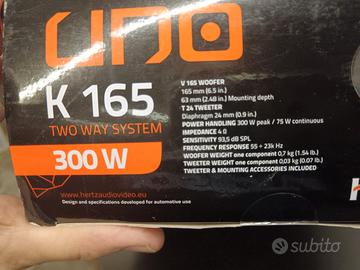 UNO
K 165
TWO WAY SYSTEM
300 W
www.hertzaudiovideo.eu
Design and specifications developed for automotive use
V 165 WOOFER
165 mm (6.5 in.)
63 mm (2.48 in.) Mounting depth
T 24 TWEETER
Diaphragm 24 mm (0.9 in.)
POWER HANDLING 300 W peak / 75 W continuous
IMPEDANCE 4 Ω
SENSITIVITY 93,5 dB SPL
FREQUENCY RESPONSE 55 ÷ 23k Hz
WOOFER WEIGHT one component 0,7 kg (1.54 lb.)
TWEETER WEIGHT one component 0,03 kg (0.07 lb.)
TWEETER & MOUNTING ACCESSORIES INCLUDED
H
subito